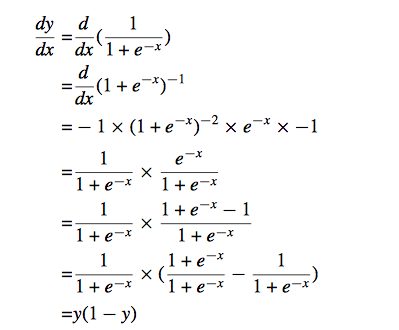 dy/dx = d/dx(1/(1 + e^−x))
= d/dx(1 + e^−x)^−1
= − 1 × (1 + e^−x)^−2 × e^−x × −1
= 1/(1 + e^−x) × e^−x/(1 + e^−x)
= 1/(1 + e^−x) × (1 + e^−x − 1)/(1 + e^−x)
= 1/(1 + e^−x) × ((1 + e^−x)/(1 + e^−x) − 1/(1 + e^−x))
=y(1 − y)